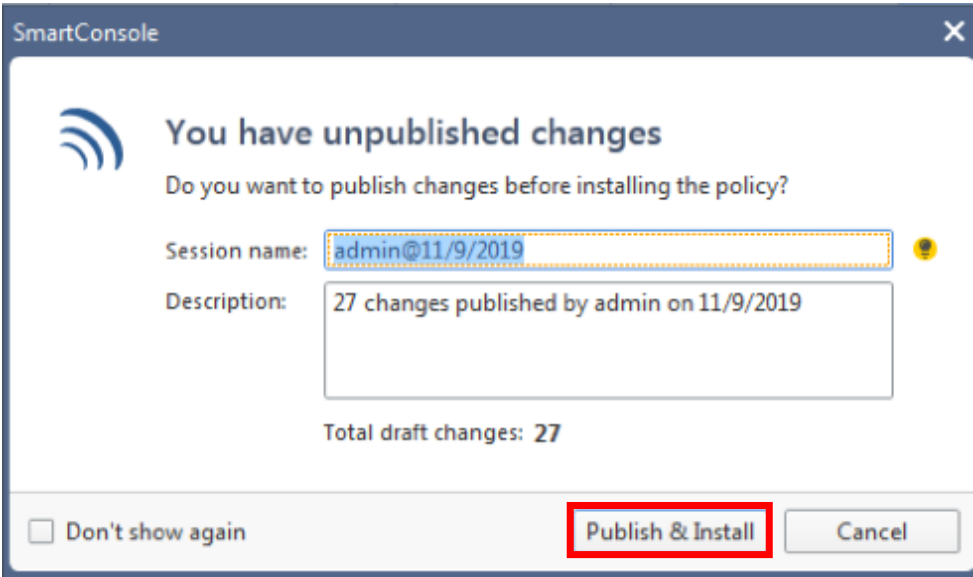 SmartConsole
You have unpublished changes
Do you want to publish changes before installing the policy?
Session name: admin@11/9/2019
Description: 27 changes published by admin on 11/9/2019
Total draft changes: 27
Don't show again Publish & Install Cancel